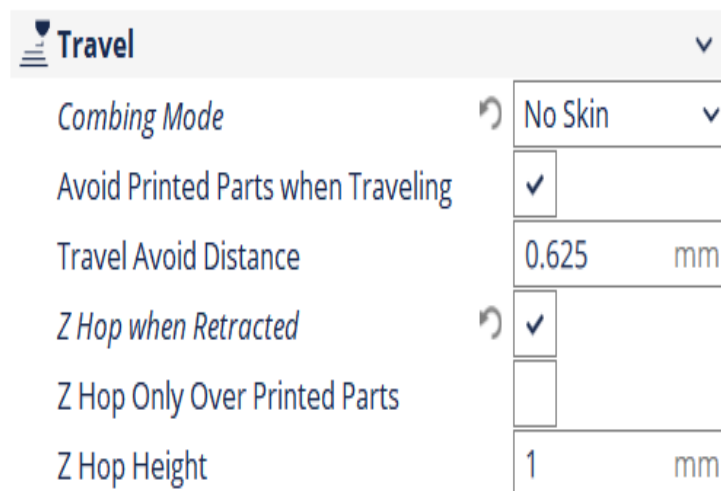 Travel
Combing Mode No Skin
Avoid Printed Parts when Traveling
Travel Avoid Distance 0.625 mm
Z Hop when Retracted
Z Hop Only Over Printed Parts
Z Hop Height 1 mm